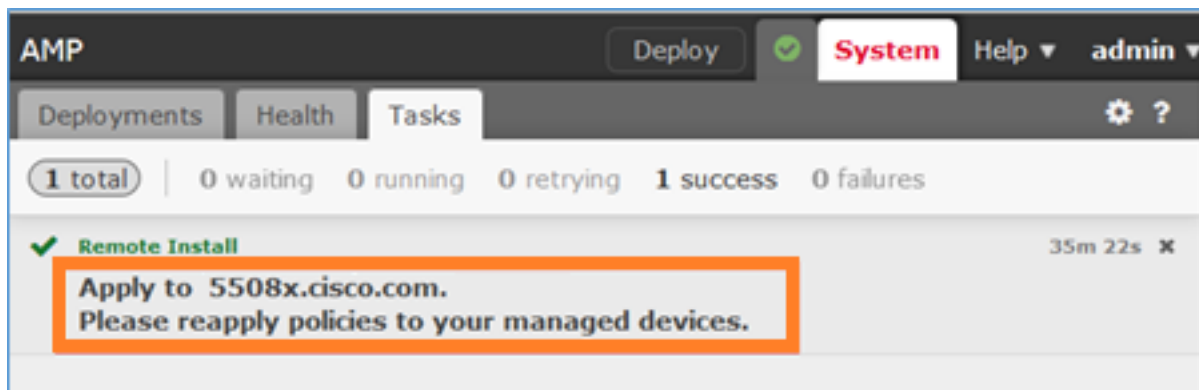 AMP Deploy System Help admin
Deployments Health Tasks ?
1 total 0 waiting 0 running 0 retrying 1 success 0 failures
Remote Install 35m 22s
Apply to 5508x.cisco.com.
Please reapply policies to your managed devices.